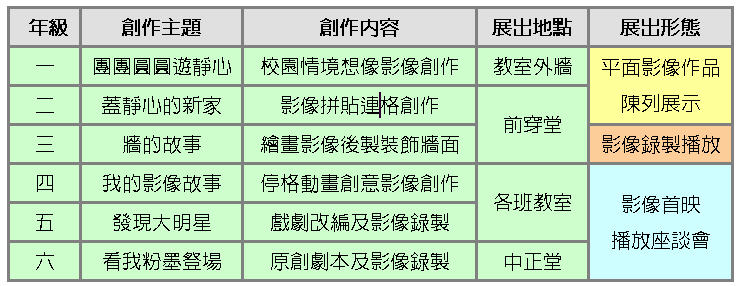 年級 創作主題 創作內容 展出地點 展出形態
一 團團圓圓遊靜心 校園情境想像影像創作 教室外牆 平面影像作品
陳列展示
二 蓋靜心的新家 影像拼貼連格創作 前穿堂
三 牆的故事 繪畫影像後製裝飾牆面 影像錄製播放
四 我的影像故事 停格動畫創意影像創作 各班教室 影像首映
播放座談會
五 發現大明星 戲劇改編及影像錄製
六 看我粉墨登場 原創劇本及影像錄製 中正堂